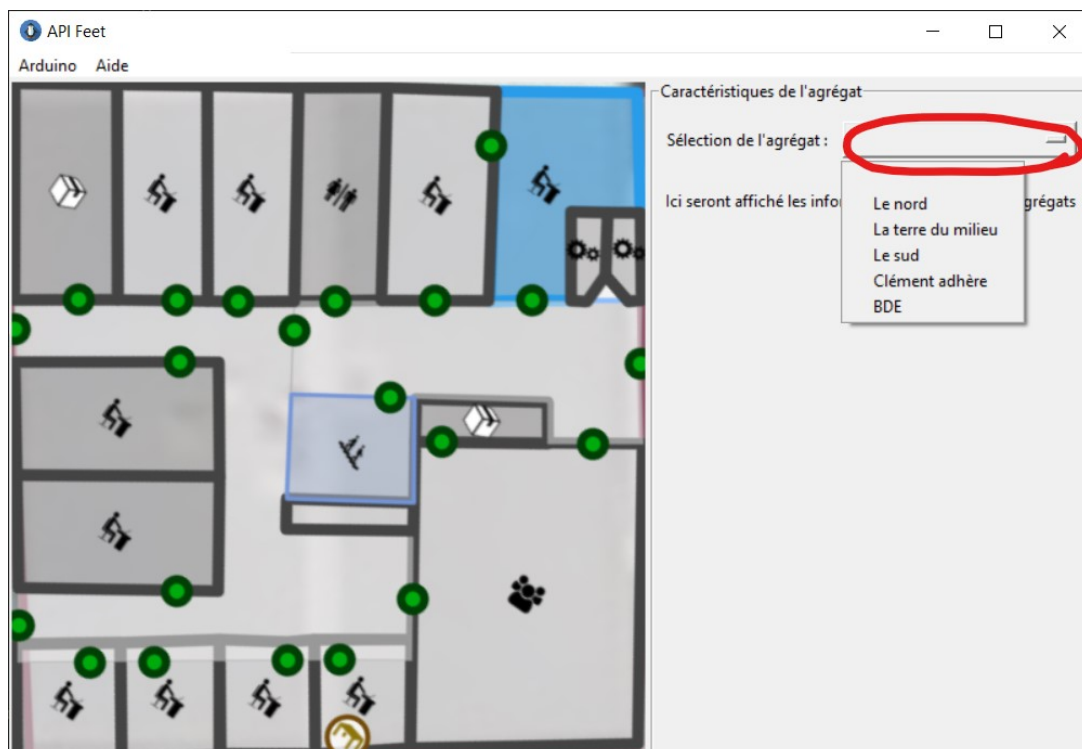 API Feet
Arduino Aide
Caractéristiques de l'agrégat
Sélection de l'agrégat :
Ici seront affiché les infor grégats
Le nord
La terre du milieu
Le sud
Clément adhère
BDE